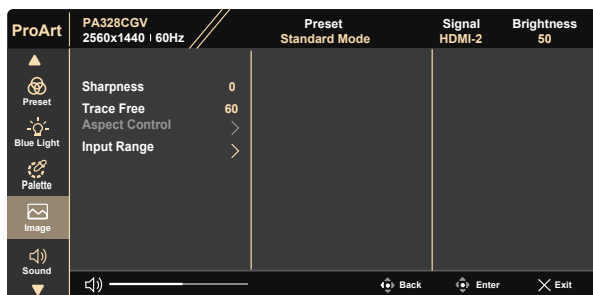 ProArt
PA328CGV
2560x1440 | 60Hz
Preset
Standard Mode
Signal
HDMI-2
Brightness
50
Preset
Blue Light
Palette
Image
Sound
Sharpness 0
Trace Free 60
Aspect Control
Input Range
Back
Enter
Exit